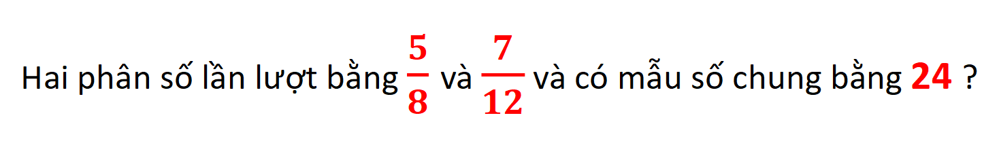 Hai phân số lần lượt bằng 5/8 và 7/12 và có mẫu số chung bằng 24 ?